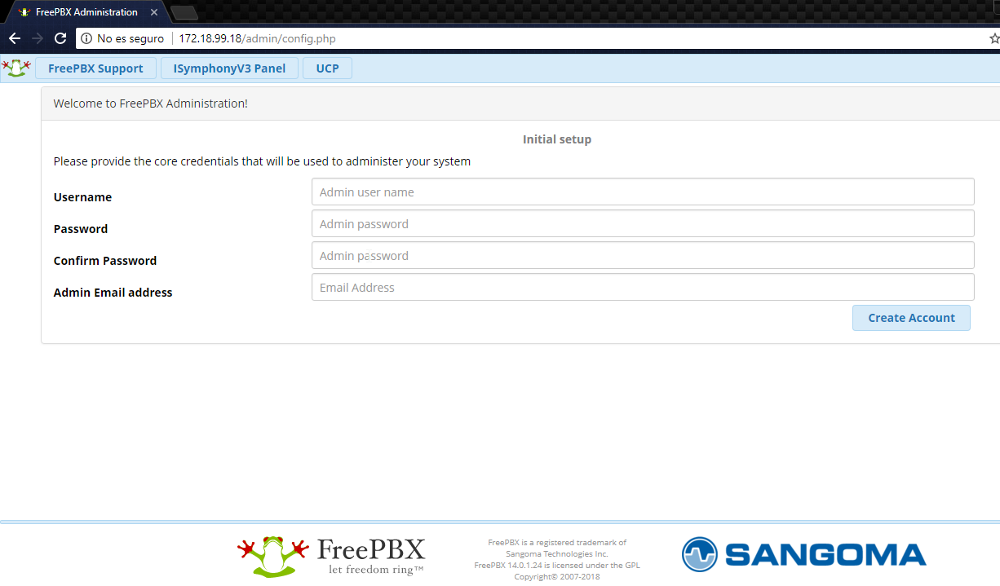 FreePBX Administration
No es seguro 172.18.99.18/admin/config.php
FreePBX Support ISymphonyV3 Panel UCP
Welcome to FreePBX Administration!
Initial setup
Please provide the core credentials that will be used to administer your system
Username Admin user name
Password Admin password
Confirm Password Admin password
Admin Email address Email Address
Create Account
FreePBX
let freedom ring™
FreePBX is a registered trademark of
Sangoma Technologies Inc.
FreePBX 14.0.1.24 is licensed under the GPL
Copyright© 2007-2018
SANGOMA